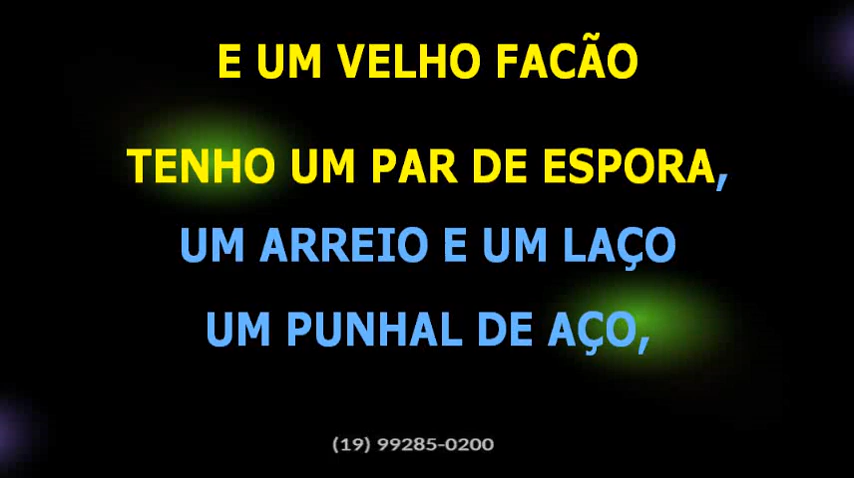 E UM VELHO FACÃO
TENHO UM PAR DE ESPORA,
UM ARREIO E UM LAÇO
UM PUNHAL DE AÇO,
(19) 99285-0200